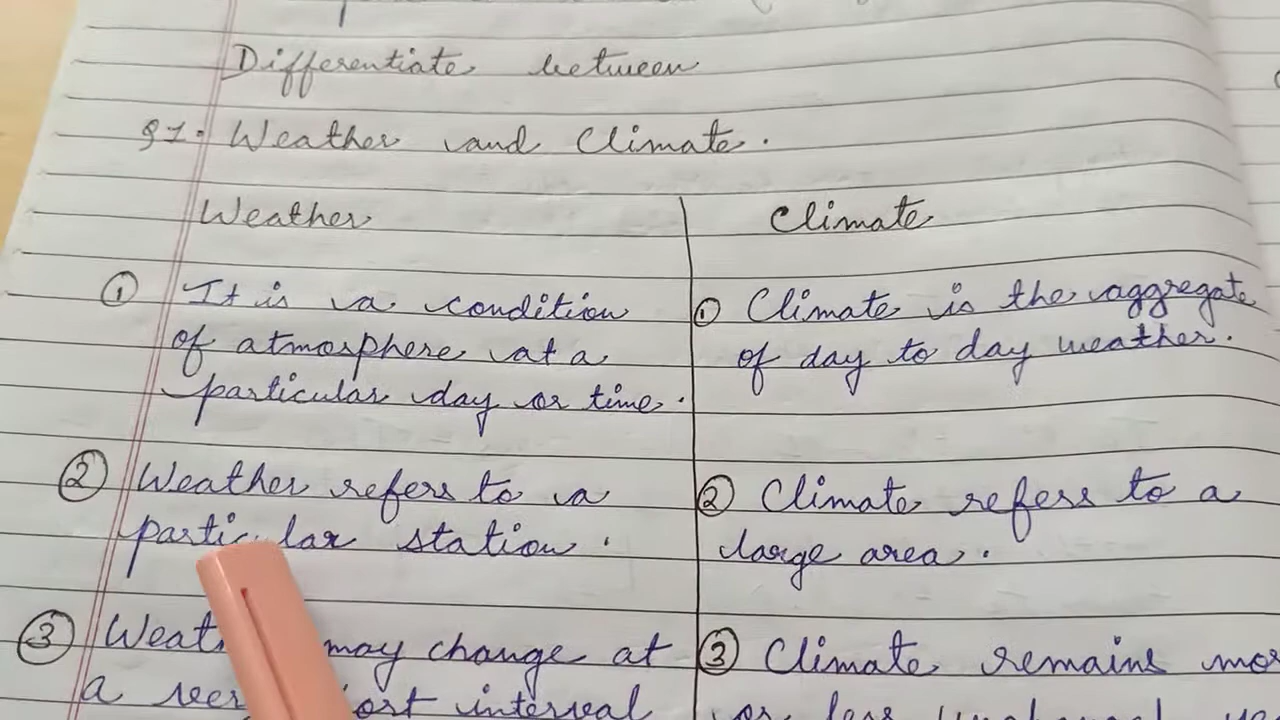 Differentiate between
Q1. Weather and Climate.
Weather
Climate
① It is a condition
of atmosphere at a
particular day or time.
① Climate is the aggregate
of day to day weather.
② Weather refers to a
particular station.
② Climate refers to a
large area.
③ may change at
a interval
③ Climate remains
or less